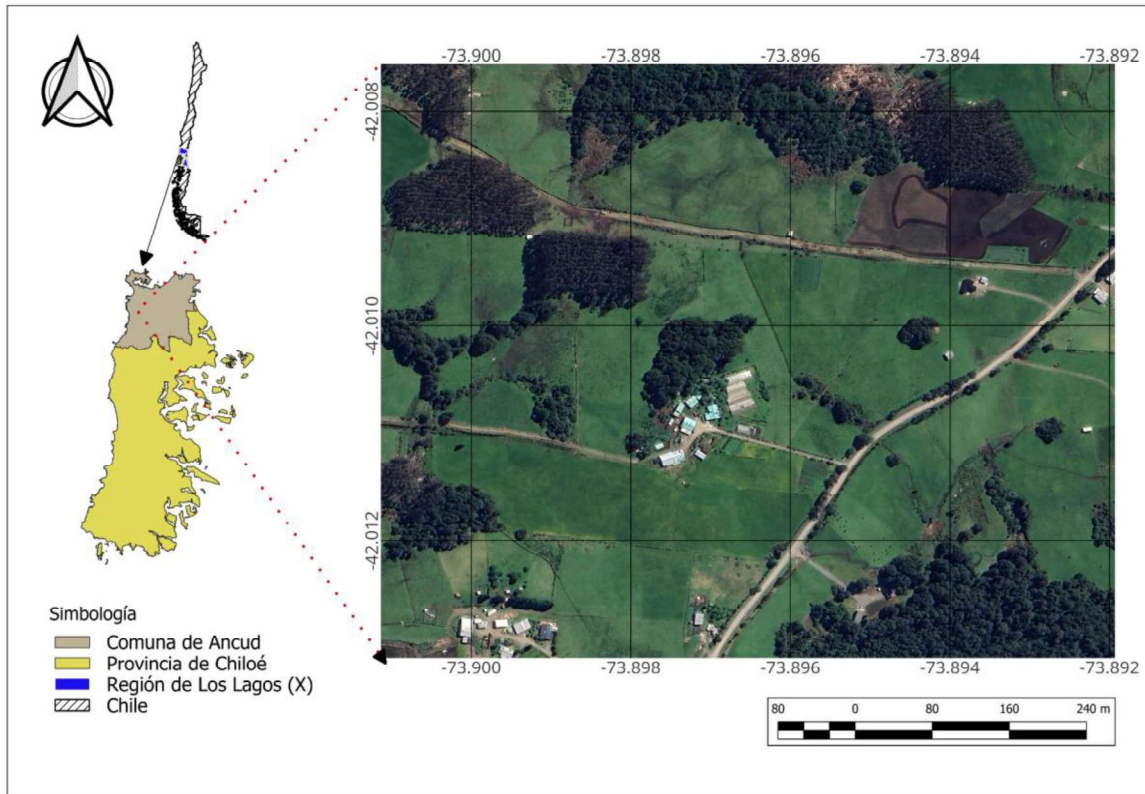 -73.900 -73.898 -73.896 -73.894 -73.892
-42.008
-42.010
-42.012
-73.900 -73.898 -73.896 -73.894 -73.892
Simbología
Comuna de Ancud
Provincia de Chiloé
Región de Los Lagos (X)
Chile
80 0 80 160 240 m